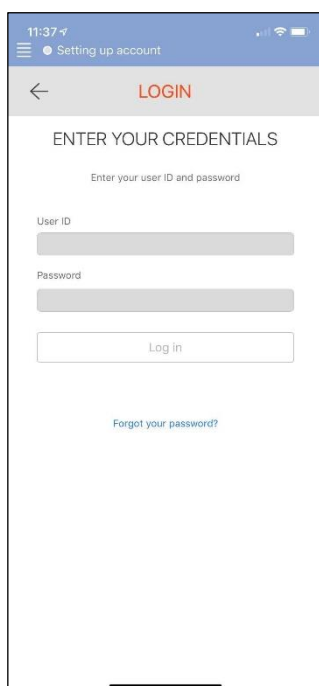 11:37
Setting up account
LOGIN
ENTER YOUR CREDENTIALS
Enter your user ID and password
User ID
Password
Log in
Forgot your password?